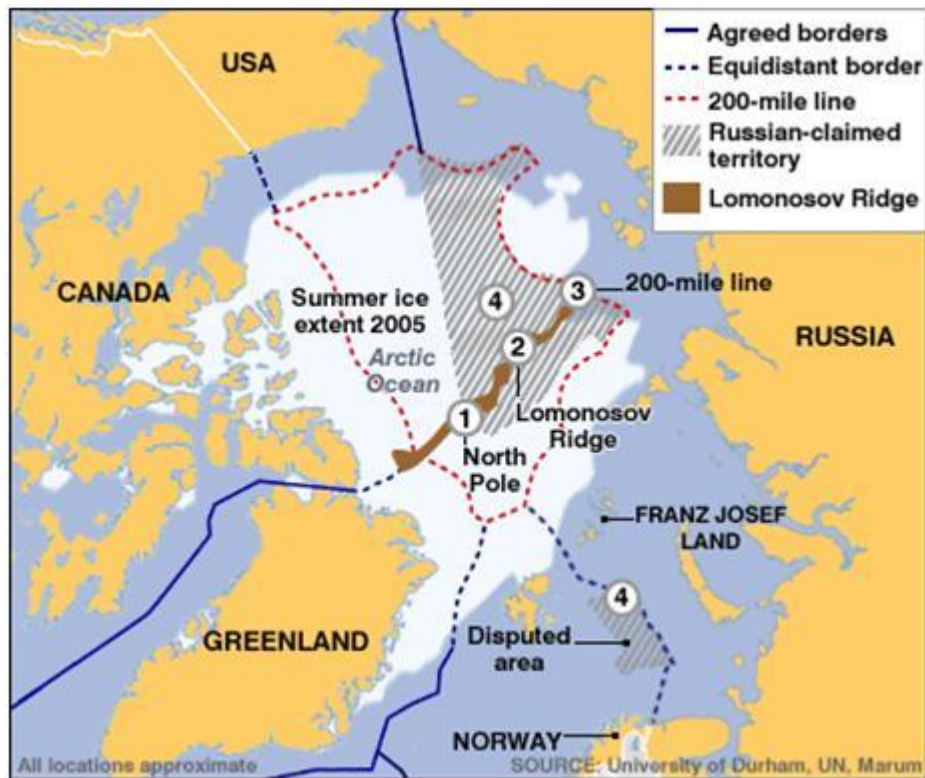 Agreed borders
Equidistant border
200-mile line
Russian-claimed
territory
Lomonosov Ridge
USA
CANADA
Summer ice
extent 2005
Arctic
Ocean
4
3
200-mile line
2
RUSSIA
Lomonosov
Ridge
1
North
Pole
FRANZ JOSEF
LAND
4
Disputed
area
GREENLAND
NORWAY
All locations approximate
SOURCE: University of Durham, UN, Marum